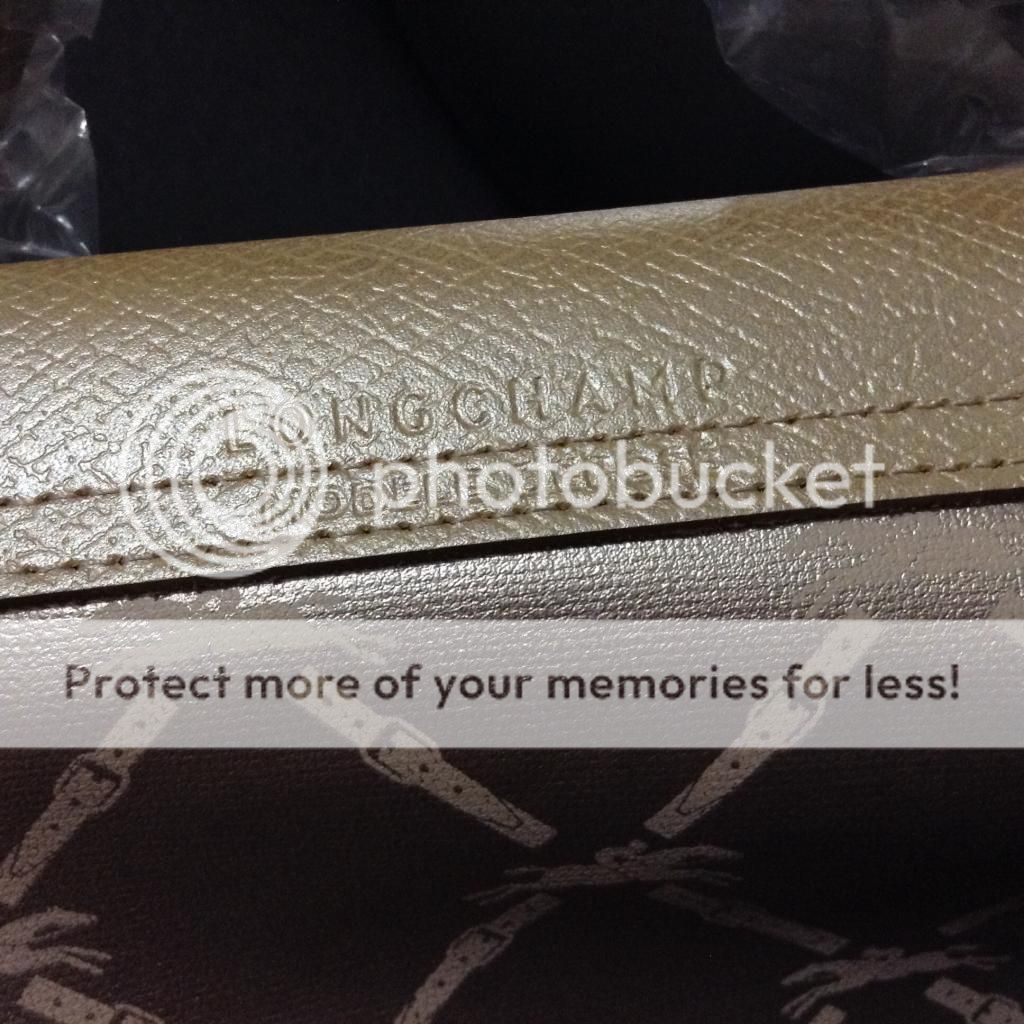 LONGCHAMP
photobucket
Protect more of your memories for less!